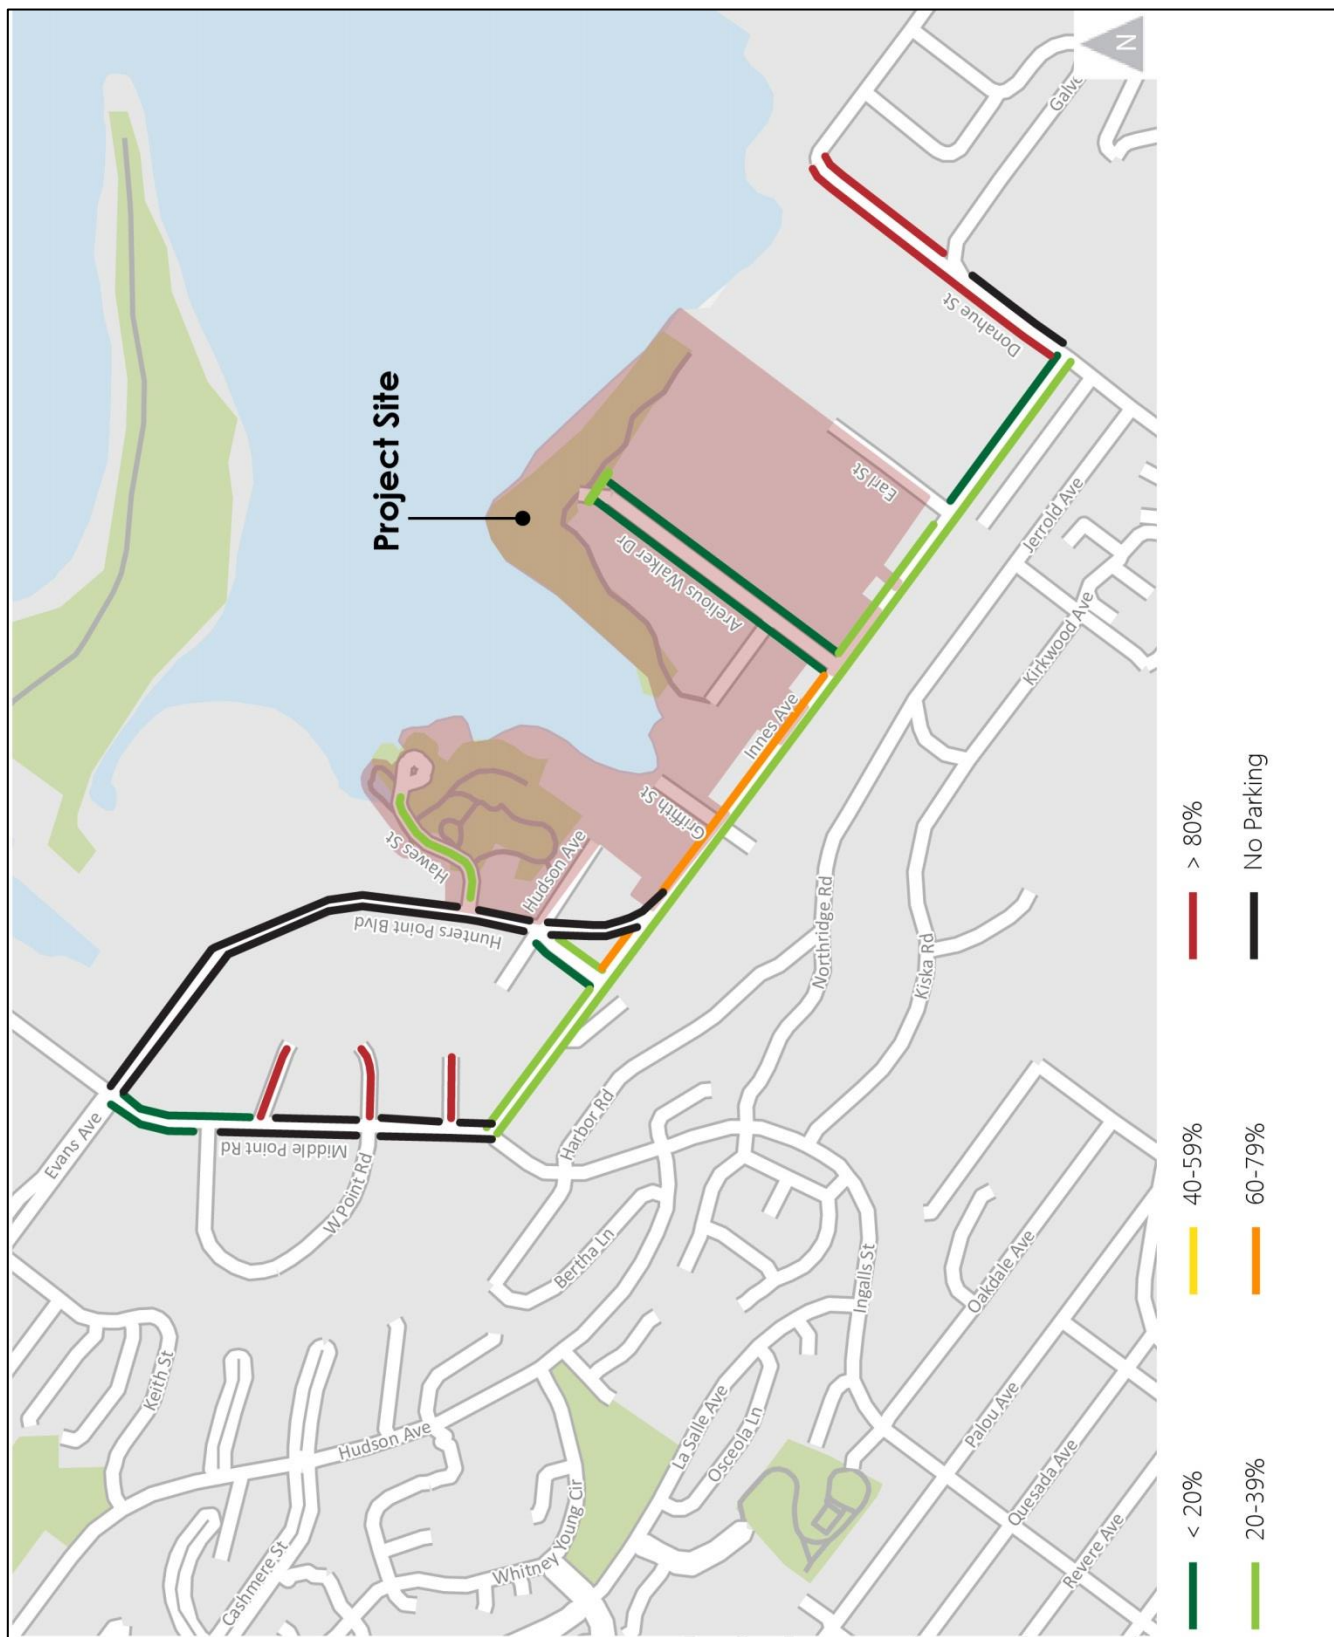 N
Galve
Project Site
Donahue St
Earl St
Arelious Walker Dr
Jerrold Ave
Kirkwood Ave
Innes Ave
Griffith St
Hawes St
Hudson Ave
Hunters Point Blvd
Northridge Rd
Kiska Rd
Evans Ave
Middle Point Rd
W Point Rd
Harbor Rd
Bertha Ln
Ingalls St
Oakdale Ave
Keith St
Hudson Ave
La Salle Ave
Osceola Ln
Palou Ave
Quesada Ave
Revere Ave
Cashmere St
Whitney Young Cir
< 20%
40-59%
> 80%
20-39%
60-79%
No Parking